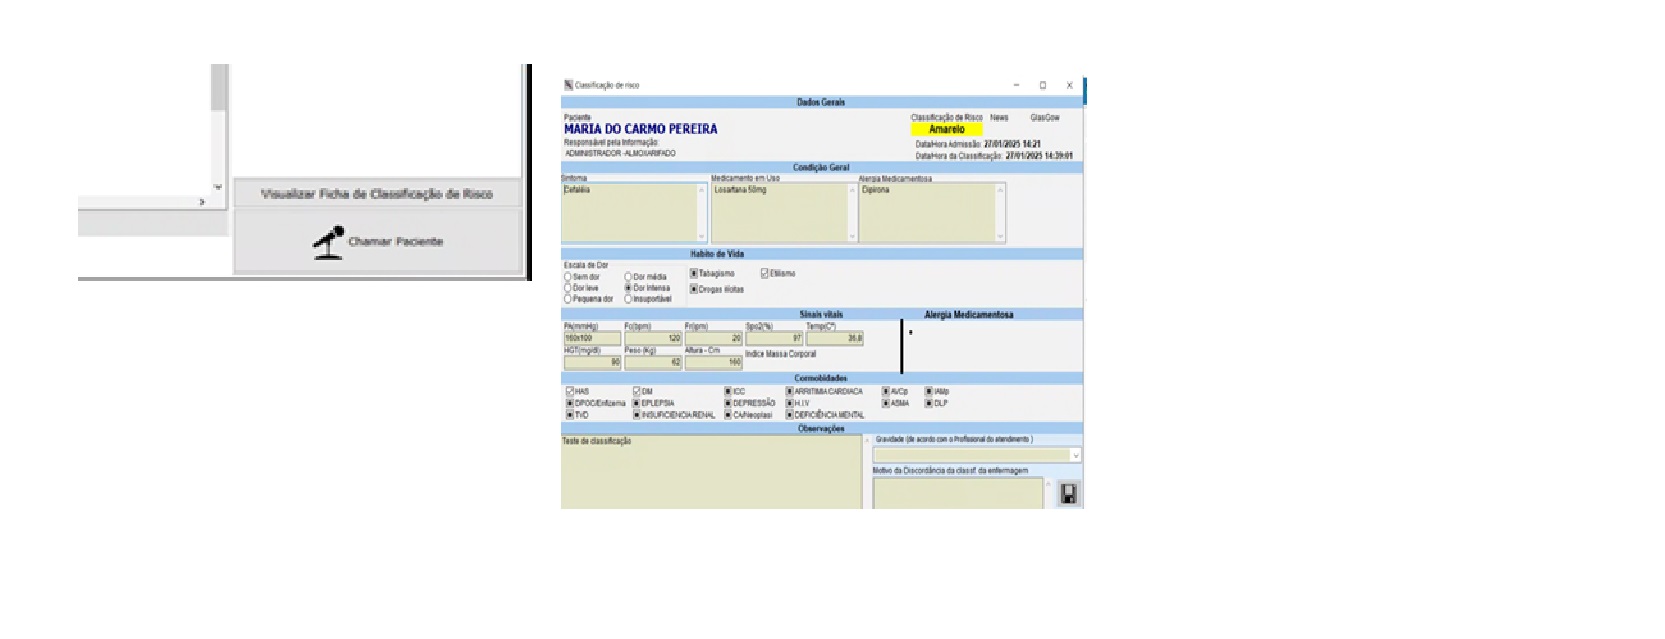 Visualizar Ficha de Classificação de Risco
Chamar Paciente
Classificação de risco
Dados Gerais
Paciente
Classificação de Risco News GlasGow
MARIA DO CARMO PEREIRA
Amarelo
Responsável pela Informação:
Data/Hora Admissão: 27/01/2025 14:21
ADMINISTRADOR -ALMOXARIFADO
Data/Hora da Classificação: 27/01/2025 14:39:01
Condição Geral
Sintoma Medicamento em Uso Alergia Medicamentosa
Cefaléia Losartana 50mg Dipirona
Habito de Vida
Escala de Dor
Sem dor Dor média Tabagismo Etilismo
Dor leve Dor Intensa Drogas Ilícitas
Pequena dor Insuportável
Sinais vitais Alergia Medicamentosa
PA(mmHg) Fc(bpm) Fr(ipm) Spo2(%) Temp(C°)
160x100 120 20 97 36,8
HGT(mg/dl) Peso (Kg) Altura - Cm Indice Massa Corporal
90 62 160
Cormobidades
HAS DM ICC ARRITIMIA CARDIACA AVCp IAMp
DPOC/Enfizema EPLEPSIA DEPRESSÃO H.I.V ASMA DLP
TVD INSUFICIENCIA RENAL CA/Neoplasi DEFICIÊNCIA MENTAL
Observações
Teste de classificação
Gravidade (de acordo com o Profissional do atendimento )
Motivo da Discordância da classf. da enfermagem